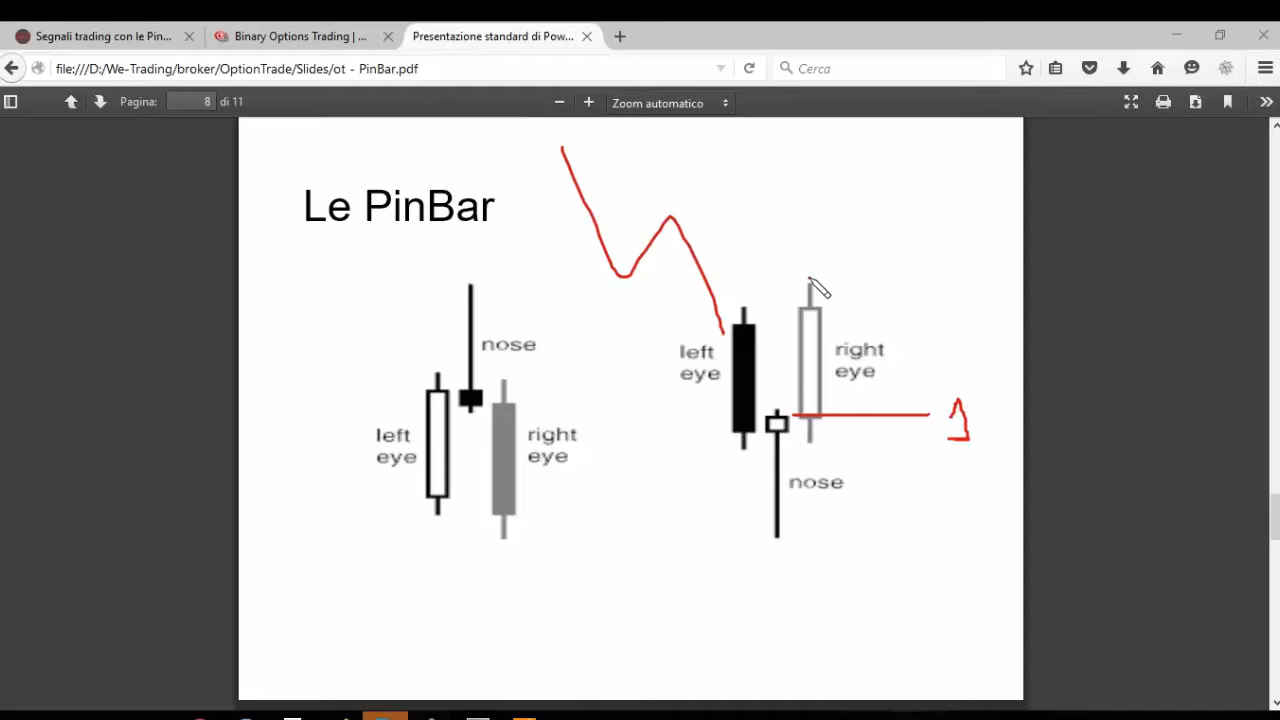 Segnali trading con le Pin...
Binary Options Trading | ...
Presentazione standard di Pow...
file:///D:/We-Trading/broker/OptionTrade/Slides/ot - PinBar.pdf
Cerca
Pagina:
8
di 11
Zoom automatico
Le PinBar
nose
left
eye
right
eye
left
eye
right
eye
nose
1